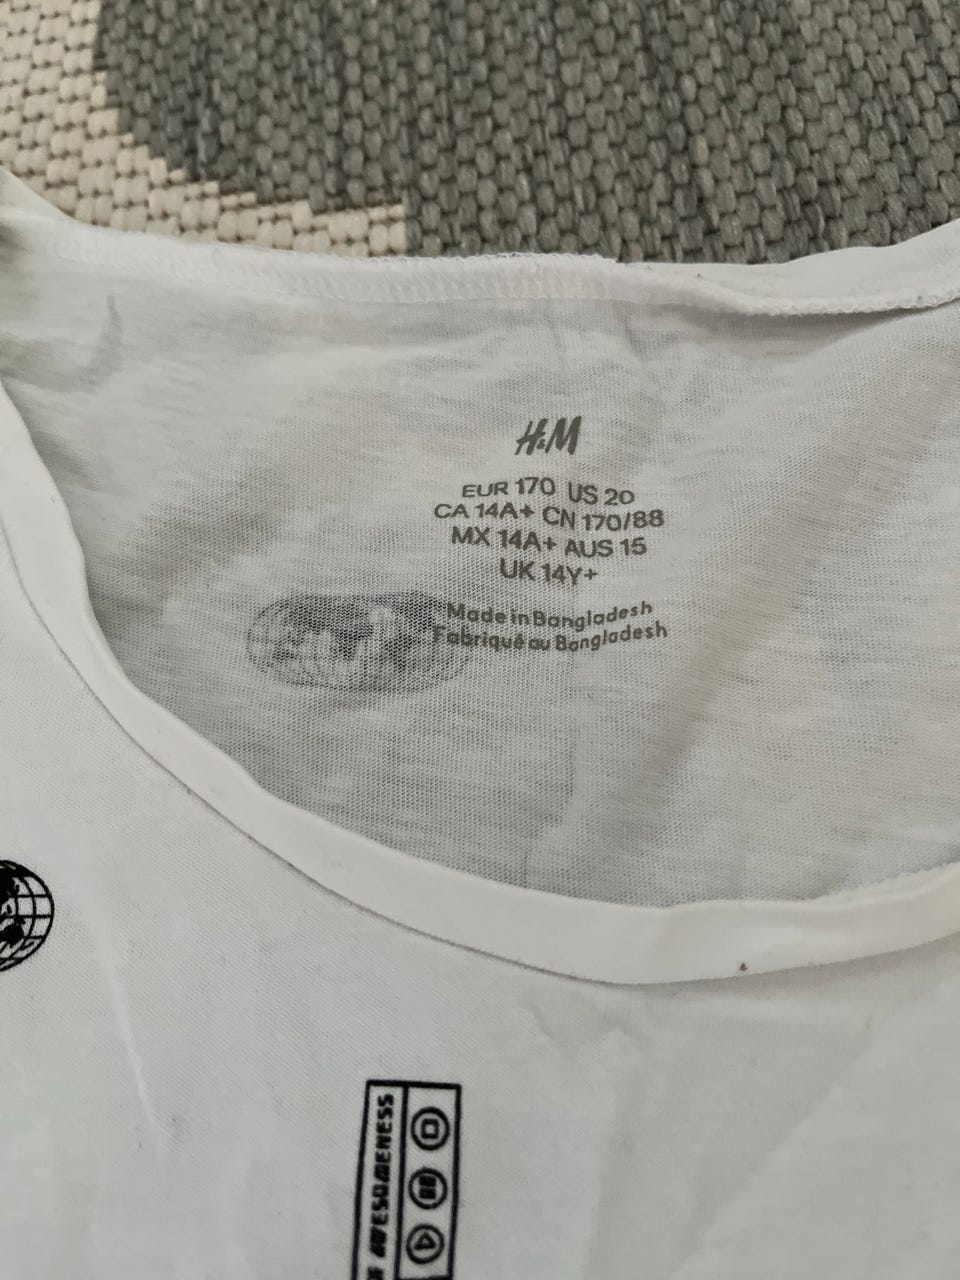 H&M
EUR 170 US 20
CA 14A+ CN 170/88
MX 14A+ AUS 15
UK 14Y+
Made in Bangladesh
Fabriqué au Bangladesh
AWESOMENESS